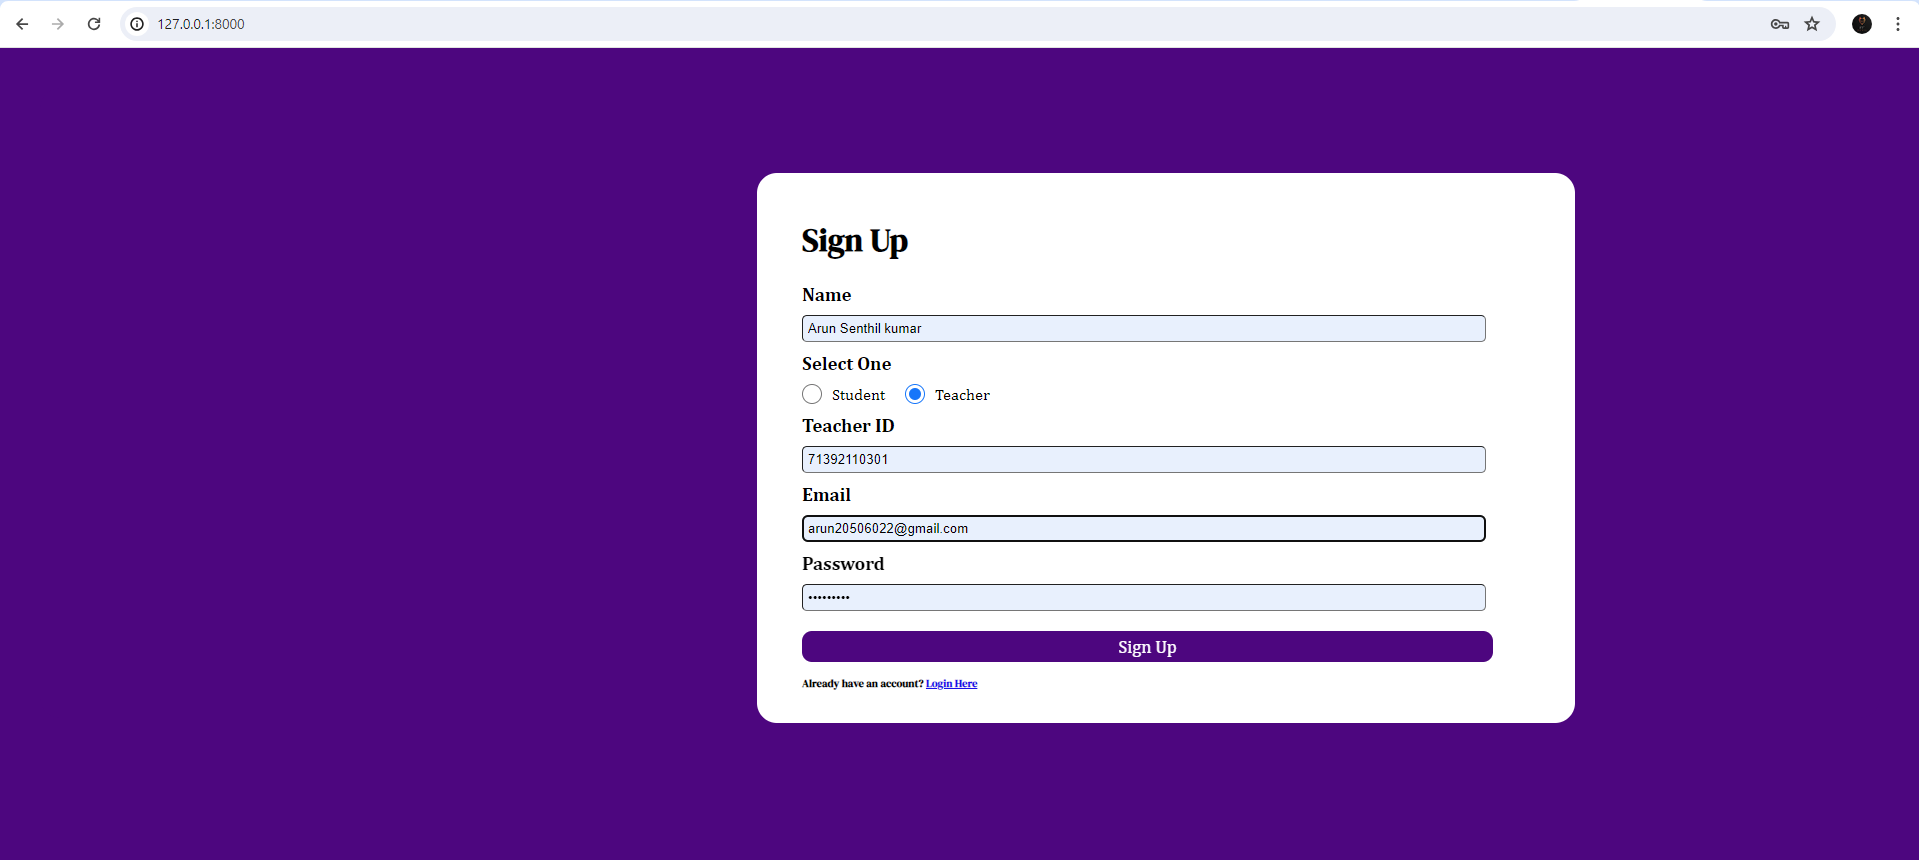 127.0.0.1:8000
Sign Up
Name
Arun Senthil kumar
Select One
Student Teacher
Teacher ID
71392110301
Email
arun20506022@gmail.com
Password
•••••••••
Sign Up
Already have an account? Login Here